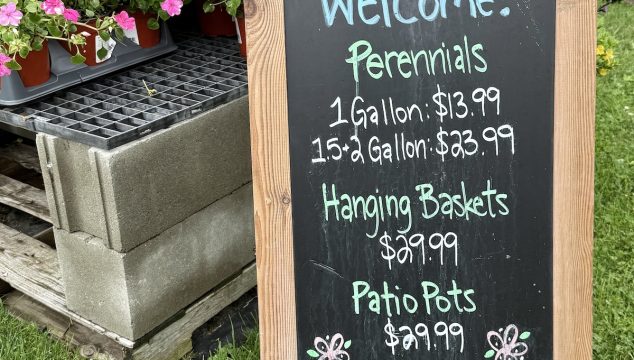 Welcome!
Perennials
1 Gallon: $13.99
1.5+2 Gallon: $23.99
Hanging Baskets
$29.99
Patio Pots
$29.99